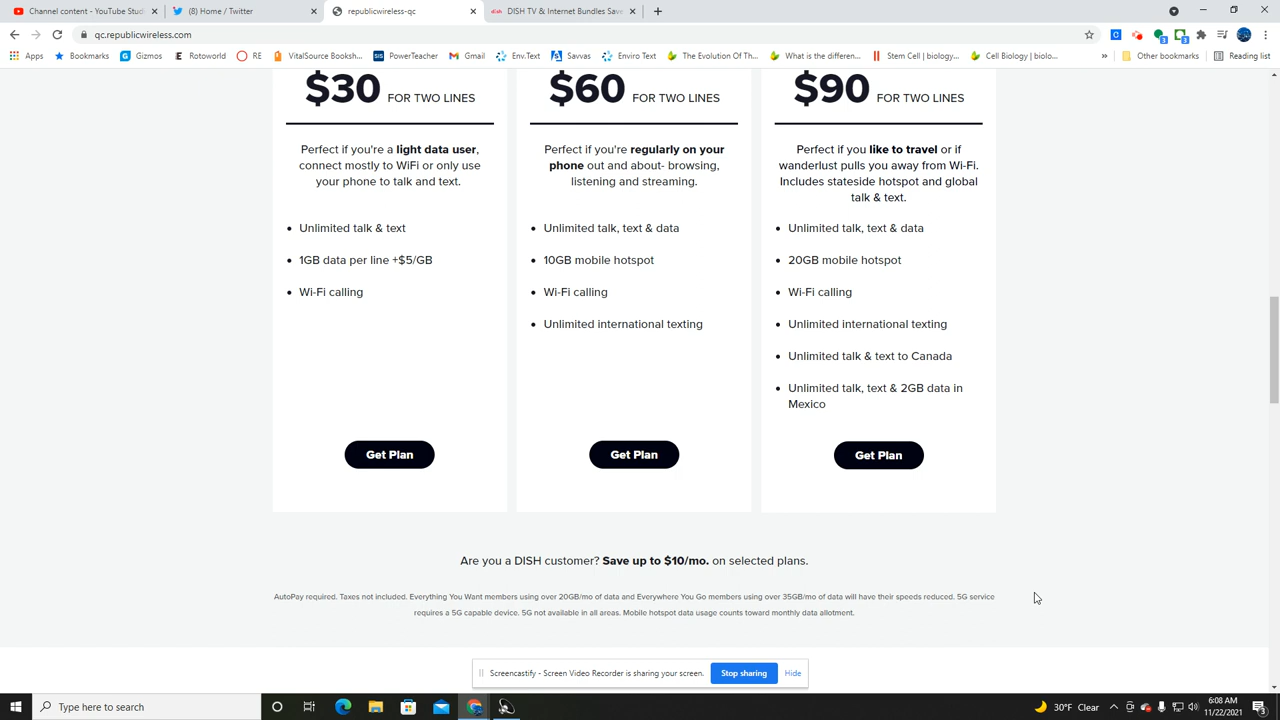 Channel content - YouTube Stud
(8) Home / Twitter
republicwireless-qc
dish DISH TV & Internet Bundles Save
qc.republicwireless.com
Apps Bookmarks Gizmos Rotoworld RE VitalSource Booksh... SIS PowerTeacher Gmail Env.Text Savvas Enviro Text The Evolution Of Th... What is the differen... Stem Cell | biology... Cell Biology | biolo... » Other bookmarks Reading list
$30 FOR TWO LINES
Perfect if you're a light data user,
connect mostly to WiFi or only use
your phone to talk and text.
• Unlimited talk & text
• 1GB data per line +$5/GB
• Wi-Fi calling
Get Plan
$60 FOR TWO LINES
Perfect if you're regularly on your
phone out and about- browsing,
listening and streaming.
• Unlimited talk, text & data
• 10GB mobile hotspot
• Wi-Fi calling
• Unlimited international texting
Get Plan
$90 FOR TWO LINES
Perfect if you like to travel or if
wanderlust pulls you away from Wi-Fi.
Includes stateside hotspot and global
talk & text.
• Unlimited talk, text & data
• 20GB mobile hotspot
• Wi-Fi calling
• Unlimited international texting
• Unlimited talk & text to Canada
• Unlimited talk, text & 2GB data in
Mexico
Get Plan
Are you a DISH customer? Save up to $10/mo. on selected plans.
AutoPay required. Taxes not included. Everything You Want members using over 20GB/mo of data and Everywhere You Go members using over 35GB/mo of data will have their speeds reduced. 5G service
requires a 5G capable device. 5G not available in all areas. Mobile hotspot data usage counts toward monthly data allotment.
Screencastify - Screen Video Recorder is sharing your screen. Stop sharing Hide
Type here to search
30°F Clear
6:08 AM
11/22/2021